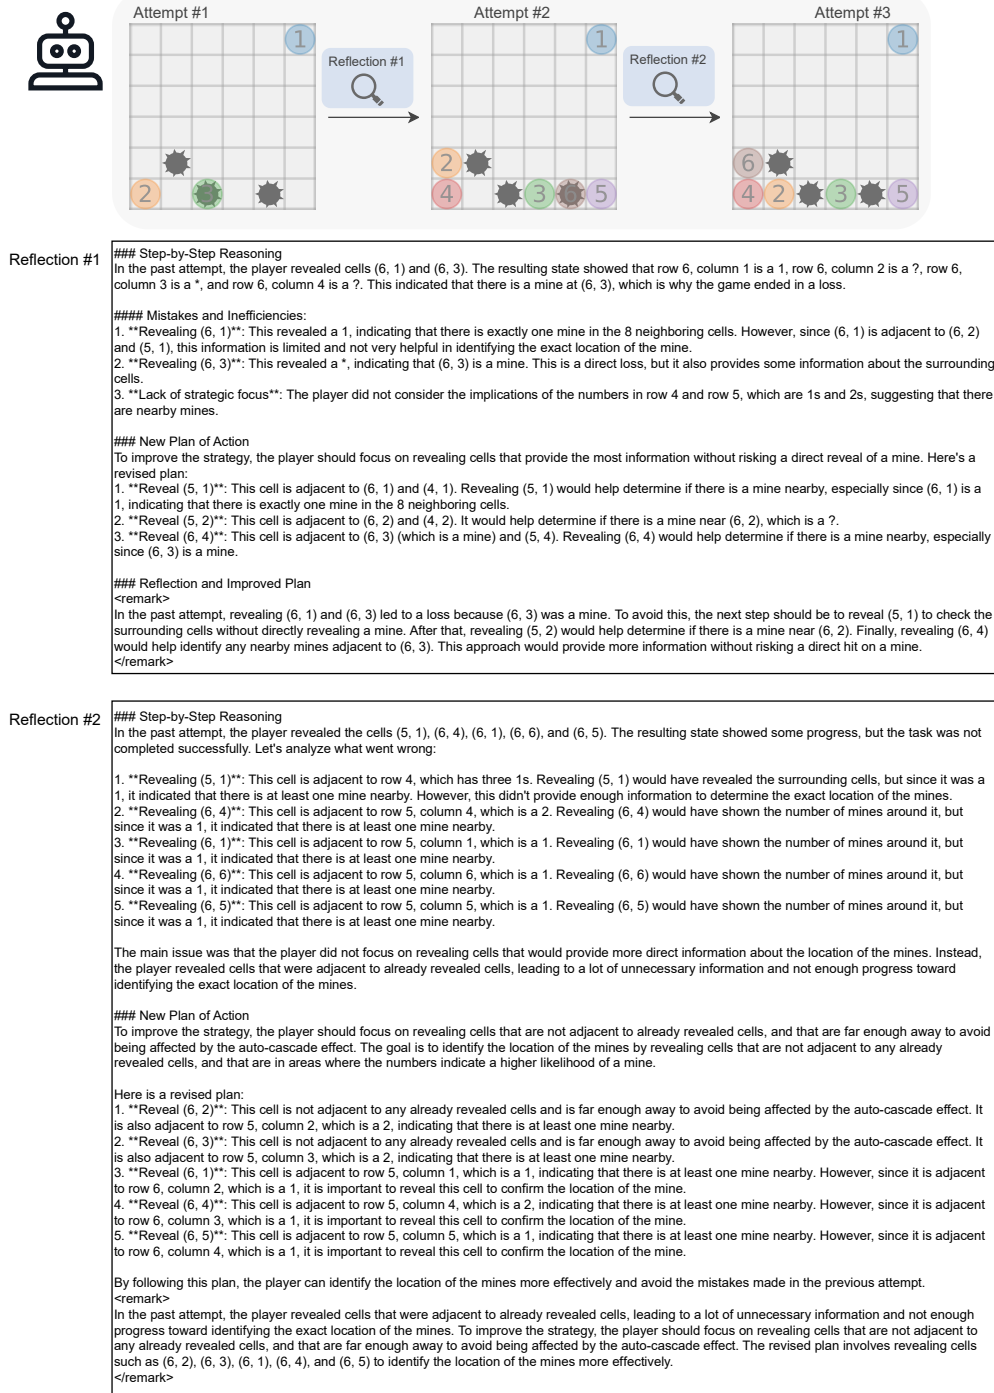 Attempt #1
Attempt #2
Attempt #3
1
2
3
Reflection #1
1
2
4
3
6
5
Reflection #2
1
6
4
2
3
5
Reflection #1
### Step-by-Step Reasoning
In the past attempt, the player revealed cells (6, 1) and (6, 3). The resulting state showed that row 6, column 1 is a 1, row 6, column 2 is a ?, row 6,
column 3 is a *, and row 6, column 4 is a ?. This indicated that there is a mine at (6, 3), which is why the game ended in a loss.
#### Mistakes and Inefficiencies:
1. **Revealing (6, 1)**: This revealed a 1, indicating that there is exactly one mine in the 8 neighboring cells. However, since (6, 1) is adjacent to (6, 2)
and (5, 1), this information is limited and not very helpful in identifying the exact location of the mine.
2. **Revealing (6, 3)**: This revealed a *, indicating that (6, 3) is a mine. This is a direct loss, but it also provides some information about the surrounding
cells.
3. **Lack of strategic focus**: The player did not consider the implications of the numbers in row 4 and row 5, which are 1s and 2s, suggesting that there
are nearby mines.
### New Plan of Action
To improve the strategy, the player should focus on revealing cells that provide the most information without risking a direct reveal of a mine. Here's a
revised plan:
1. **Reveal (5, 1)**: This cell is adjacent to (6, 1) and (4, 1). Revealing (5, 1) would help determine if there is a mine nearby, especially since (6, 1) is a
1, indicating that there is exactly one mine in the 8 neighboring cells.
2. **Reveal (5, 2)**: This cell is adjacent to (6, 2) and (4, 2). It would help determine if there is a mine near (6, 2), which is a ?.
3. **Reveal (6, 4)**: This cell is adjacent to (6, 3) (which is a mine) and (5, 4). Revealing (6, 4) would help determine if there is a mine nearby, especially
since (6, 3) is a mine.
### Reflection and Improved Plan
<remark>
In the past attempt, revealing (6, 1) and (6, 3) led to a loss because (6, 3) was a mine. To avoid this, the next step should be to reveal (5, 1) to check the
surrounding cells without directly revealing a mine. After that, revealing (5, 2) would help determine if there is a mine near (6, 2). Finally, revealing (6, 4)
would help identify any nearby mines adjacent to (6, 3). This approach would provide more information without risking a direct hit on a mine.
</remark>
Reflection #2
### Step-by-Step Reasoning
In the past attempt, the player revealed the cells (5, 1), (6, 4), (6, 1), (6, 6), and (6, 5). The resulting state showed some progress, but the task was not
completed successfully. Let's analyze what went wrong:
1. **Revealing (5, 1)**: This cell is adjacent to row 4, which has three 1s. Revealing (5, 1) would have revealed the surrounding cells, but since it was a
1, it indicated that there is at least one mine nearby. However, this didn't provide enough information to determine the exact location of the mines.
2. **Revealing (6, 4)**: This cell is adjacent to row 5, column 4, which is a 2. Revealing (6, 4) would have shown the number of mines around it, but
since it was a 1, it indicated that there is at least one mine nearby.
3. **Revealing (6, 1)**: This cell is adjacent to row 5, column 1, which is a 1. Revealing (6, 1) would have shown the number of mines around it, but
since it was a 1, it indicated that there is at least one mine nearby.
4. **Revealing (6, 6)**: This cell is adjacent to row 5, column 6, which is a 1. Revealing (6, 6) would have shown the number of mines around it, but
since it was a 1, it indicated that there is at least one mine nearby.
5. **Revealing (6, 5)**: This cell is adjacent to row 5, column 5, which is a 1. Revealing (6, 5) would have shown the number of mines around it, but
since it was a 1, it indicated that there is at least one mine nearby.
The main issue was that the player did not focus on revealing cells that would provide more direct information about the location of the mines. Instead,
the player revealed cells that were adjacent to already revealed cells, leading to a lot of unnecessary information and not enough progress toward
identifying the exact location of the mines.
### New Plan of Action
To improve the strategy, the player should focus on revealing cells that are not adjacent to already revealed cells, and that are far enough away to avoid
being affected by the auto-cascade effect. The goal is to identify the location of the mines by revealing cells that are not adjacent to any already
revealed cells, and that are in areas where the numbers indicate a higher likelihood of a mine.
Here is a revised plan:
1. **Reveal (6, 2)**: This cell is not adjacent to any already revealed cells and is far enough away to avoid being affected by the auto-cascade effect. It
is also adjacent to row 5, column 2, which is a 2, indicating that there is at least one mine nearby.
2. **Reveal (6, 3)**: This cell is not adjacent to any already revealed cells and is far enough away to avoid being affected by the auto-cascade effect. It
is also adjacent to row 5, column 3, which is a 2, indicating that there is at least one mine nearby.
3. **Reveal (6, 1)**: This cell is adjacent to row 5, column 1, which is a 1, indicating that there is at least one mine nearby. However, since it is adjacent
to row 6, column 2, which is a 1, it is important to reveal this cell to confirm the location of the mine.
4. **Reveal (6, 4)**: This cell is adjacent to row 5, column 4, which is a 2, indicating that there is at least one mine nearby. However, since it is adjacent
to row 6, column 3, which is a 1, it is important to reveal this cell to confirm the location of the mine.
5. **Reveal (6, 5)**: This cell is adjacent to row 5, column 5, which is a 1, indicating that there is at least one mine nearby. However, since it is adjacent
to row 6, column 4, which is a 1, it is important to reveal this cell to confirm the location of the mine.
By following this plan, the player can identify the location of the mines more effectively and avoid the mistakes made in the previous attempt.
<remark>
In the past attempt, the player revealed cells that were adjacent to already revealed cells, leading to a lot of unnecessary information and not enough
progress toward identifying the exact location of the mines. To improve the strategy, the player should focus on revealing cells that are not adjacent to
any already revealed cells, and that are far enough away to avoid being affected by the auto-cascade effect. The revised plan involves revealing cells
such as (6, 2), (6, 3), (6, 1), (6, 4), and (6, 5) to identify the location of the mines more effectively.
</remark>